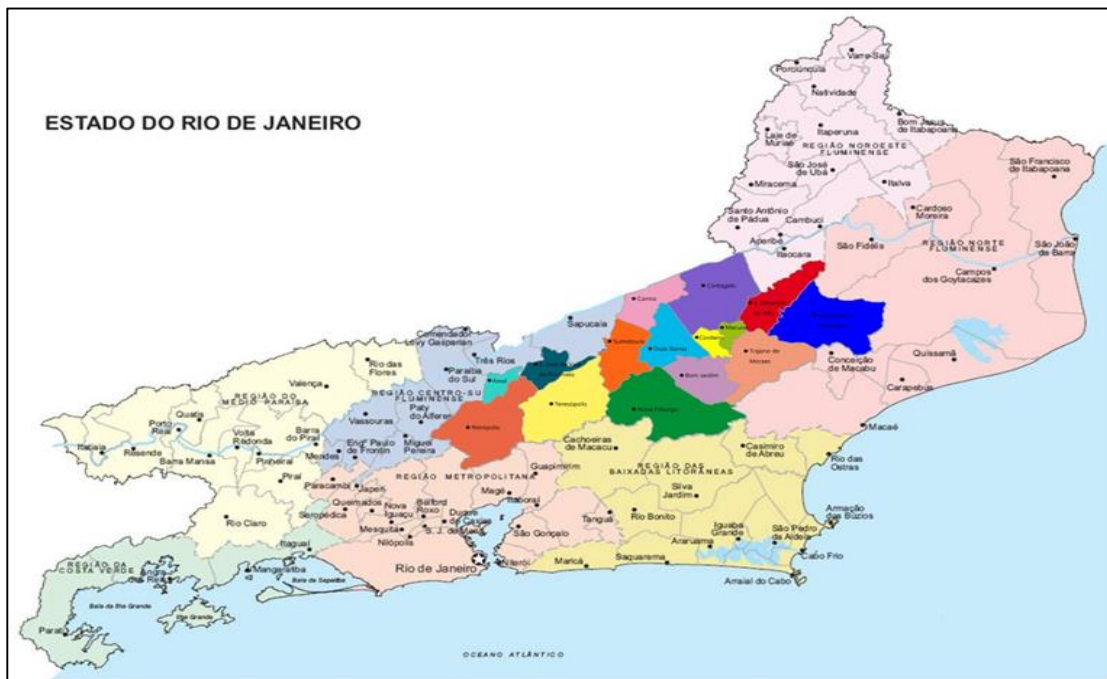 ESTADO DO RIO DE JANEIRO
Varre-Sai
Porciúncula
Natividade
Bom Jesus
de Itabapoana
Itaperuna
Laje de
Muriaé
REGIÃO NOROESTE
FLUMINENSE
São José
de Ubá
São Francisco
de Itabapoana
Miracema
Italva
Santo Antônio
de Pádua
Cambuci
Cardoso
Moreira
Aperibé
São Fidélis
REGIÃO NORTE
FLUMINENSE
São João
da Barra
Itaocara
Campos
dos Goytacazes
Cantagalo
Carmo
Macuco
Cordeiro
Sumidouro
Duas Barras
Trajano de
Moraes
Bom Jardim
Nova Friburgo
Teresópolis
Petrópolis
Areal
Sapucaia
Comendador
Levy Gasparian
Três Rios
Paraíba
do Sul
Rio das
Flores
REGIÃO CENTRO-SUL
FLUMINENSE
Valença
REGIÃO DO
MÉDIO PARAÍBA
Vassouras
Paty
do Alferes
Miguel
Pereira
Engº Paulo
de Frontin
Mendes
Barra
do Piraí
Quatis
Porto
Real
Itatiaia
Resende
Volta
Redonda
Barra Mansa
Pinheiral
Piraí
Rio Claro
Conceição
de Macabu
Quissamã
Carapebus
Macaé
Cachoeiras
de Macacu
Casimiro
de Abreu
Rio das
Ostras
REGIÃO DAS
BAIXADAS LITORÂNEAS
Silva
Jardim
Guapimirim
REGIÃO METROPOLITANA
Magé
Itaboraí
Paracambi
Japeri
Queimados
Seropédica
Nova
Iguaçu
Belford
Roxo
Duque
de Caxias
Mesquita
S. J. de Meriti
Nilópolis
São Gonçalo
Tanguá
Rio Bonito
Araruama
Iguaba
Grande
São Pedro
da Aldeia
Armação
dos Búzios
Cabo Frio
Arraial do Cabo
Saquarema
Maricá
Niterói
Rio de Janeiro
Itaguaí
REGIÃO DA
COSTA VERDE
Angra
dos Reis
Mangaratiba
Baía de Sepetiba
Baía da Ilha Grande
Ilha Grande
Parati
OCEANO ATLÂNTICO